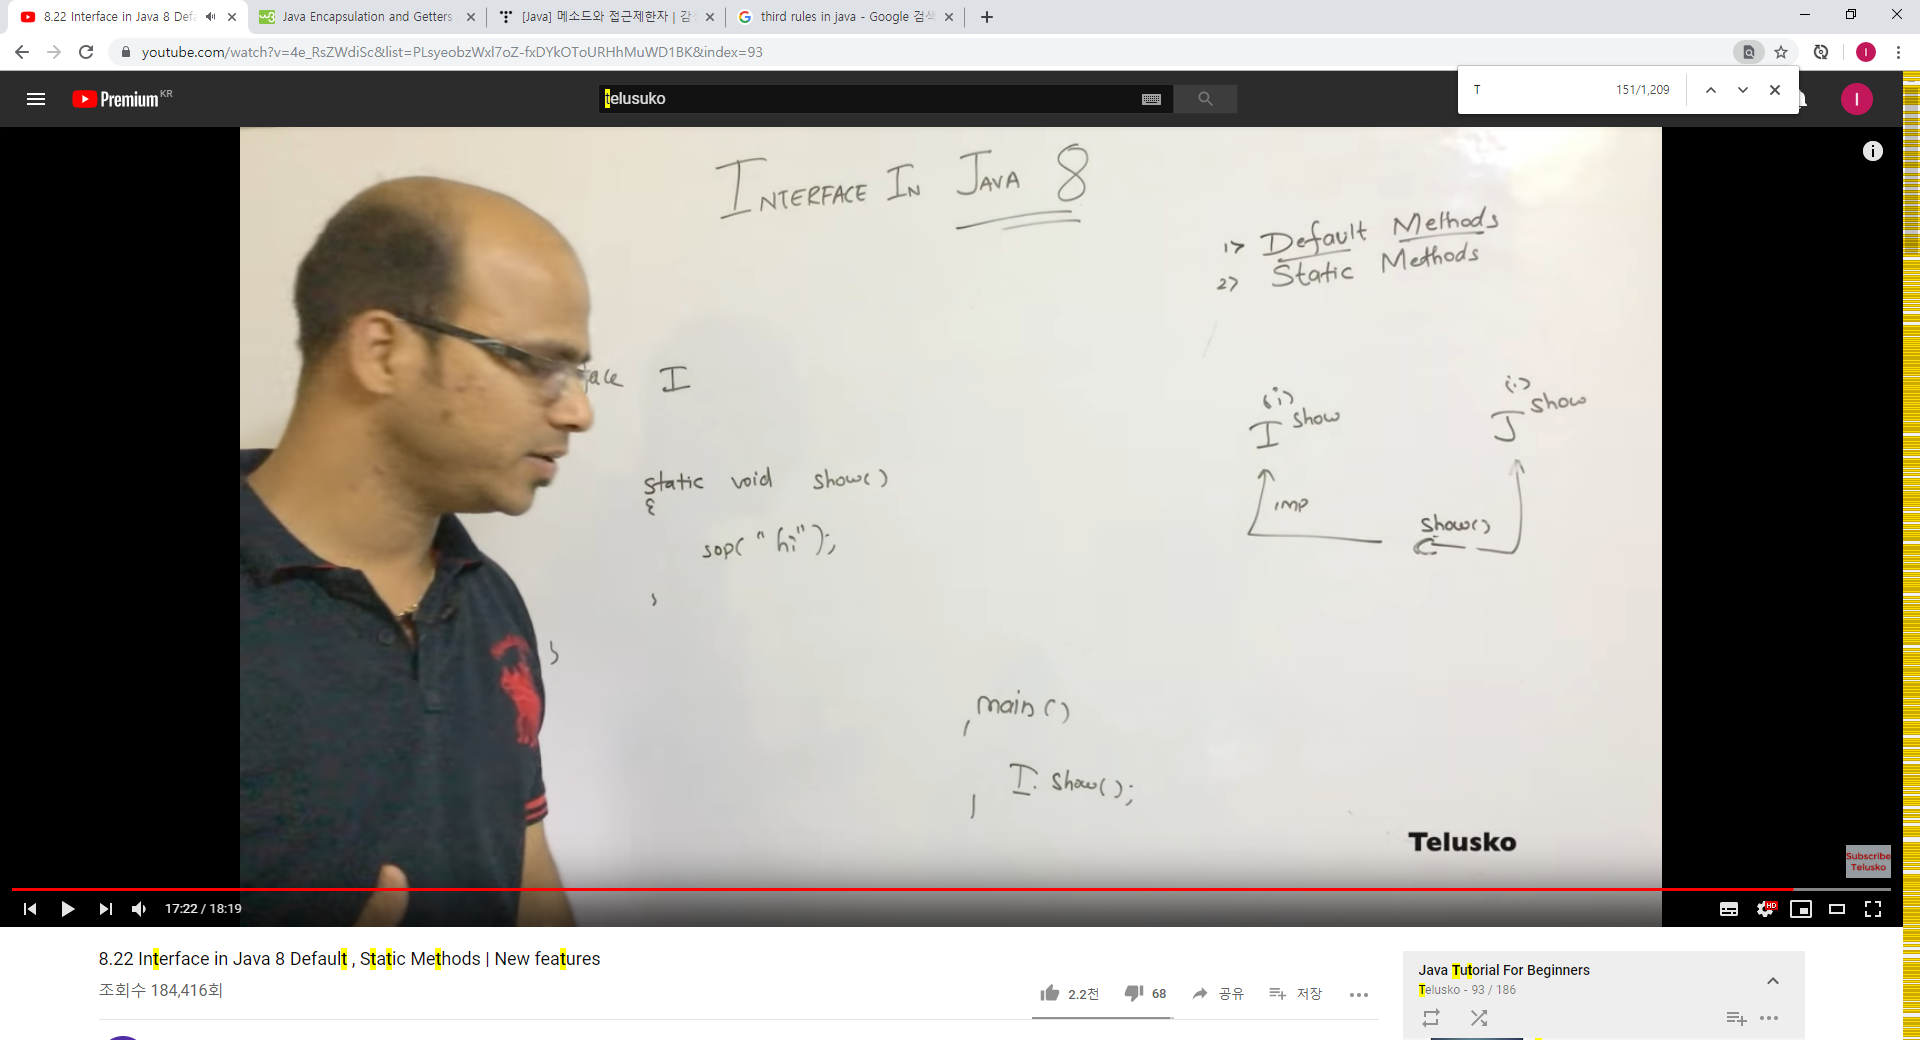 8.22 Interface in Java 8 Defa
Java Encapsulation and Getters
[Java] 메소드와 접근제한자 | 감
third rules in java - Google 검색
youtube.com/watch?v=4e_RsZWdiSc&list=PLsyeobzWxl7oZ-fxDYkOToURHhMuWD1BK&index=93
I
T
151/1,209
Premium KR
telusuko
I
INTERFACE IN JAVA 8
1> Default Methods
2> Static Methods
face I
static void show()
{
sop( "hi");
}
}
main()
I. show();
(i)
I show
(i)
J show
imp
show()
C
Telusko
Subscribe
Telusko
17:22 / 18:19
HD
8.22 Interface in Java 8 Default , Static Methods | New features
조회수 184,416회
2.2천
68
공유
저장
Java Tutorial For Beginners
Telusko - 93 / 186